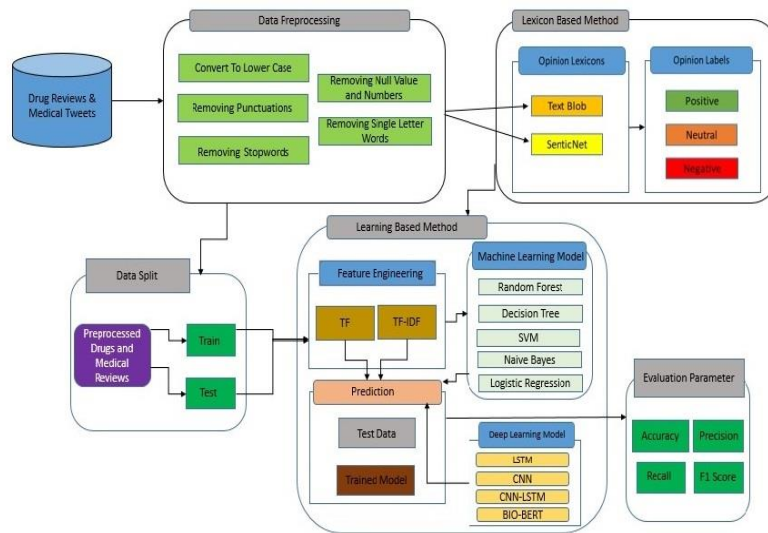 Data Preprocessing
Lexicon Based Method
Drug Reviews &
Medical Tweets
Convert To Lower Case
Removing Punctuations
Removing Stopwords
Removing Null Value
and Numbers
Removing Single Letter
Words
Opinion Lexicons
Text Blob
SenticNet
Opinion Labels
Positive
Neutral
Negative
Data Split
Preprocessed
Drugs and
Medical
Reviews
Train
Test
Learning Based Method
Feature Engineering
TF
TF-IDF
Machine Learning Model
Random Forest
Decision Tree
SVM
Naive Bayes
Logistic Regression
Prediction
Test Data
Trained Model
Deep Learning Model
LSTM
CNN
CNN-LSTM
BIO-BERT
Evaluation Parameter
Accuracy
Precision
Recall
F1 Score